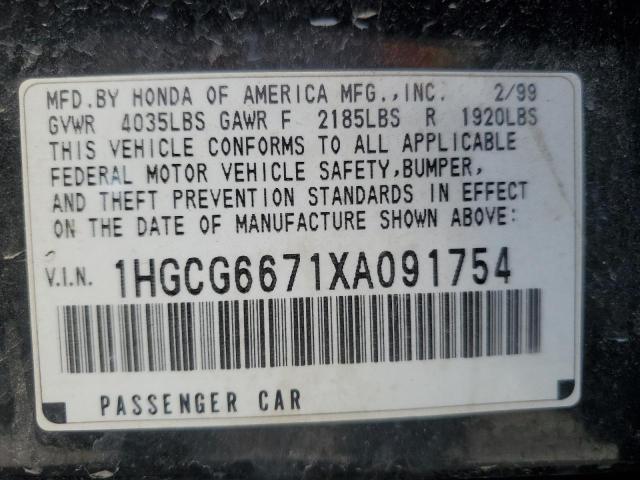 MFD.BY HONDA OF AMERICA MFG.,INC. 2/99
GVWR 4035LBS GAWR F 2185LBS R 1920LBS
THIS VEHICLE CONFORMS TO ALL APPLICABLE
FEDERAL MOTOR VEHICLE SAFETY,BUMPER,
AND THEFT PREVENTION STANDARDS IN EFFECT
ON THE DATE OF MANUFACTURE SHOWN ABOVE:
V.I.N. 1HGCG6671XA091754
PASSENGER CAR